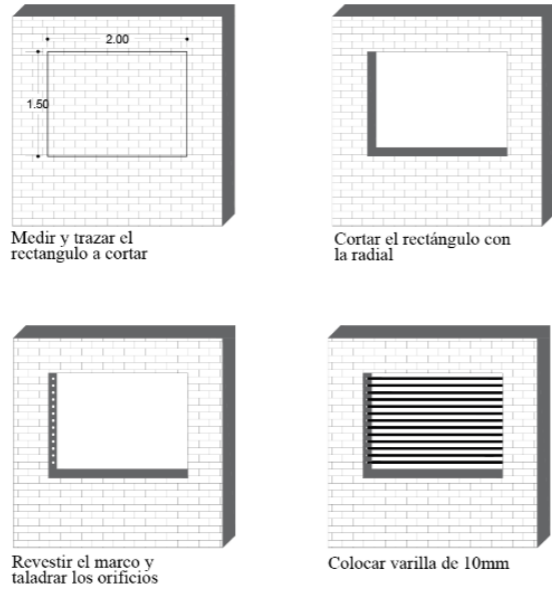 2.00
1.50
Medir y trazar el
rectangulo a cortar
Cortar el rectángulo con
la radial
Revestir el marco y
taladrar los orificios
Colocar varilla de 10mm